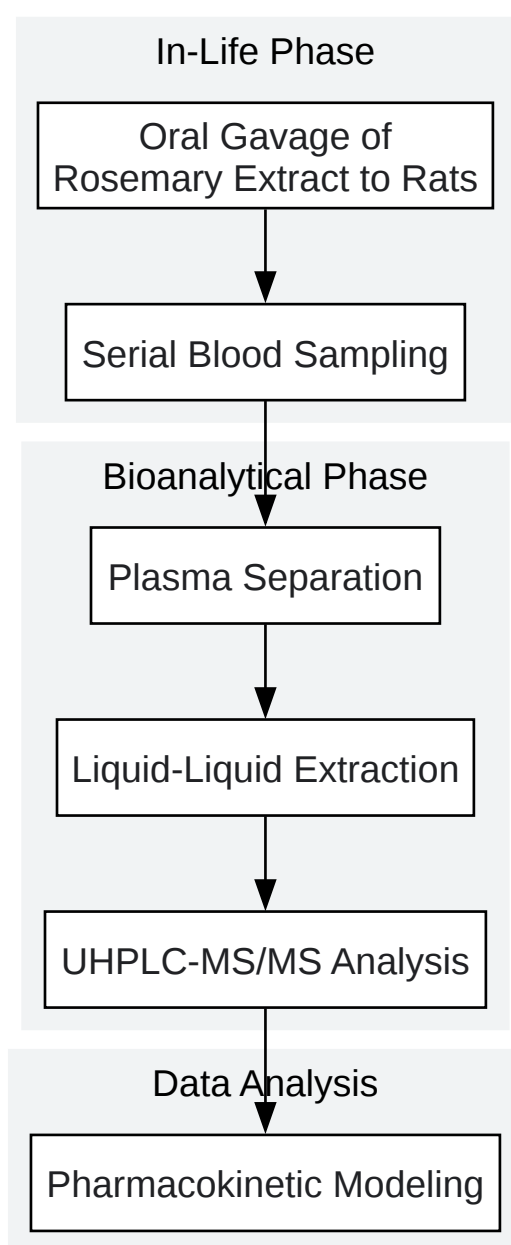 In-Life Phase
Oral Gavage of
Rosemary Extract to Rats
Serial Blood Sampling
Bioanalytical Phase
Plasma Separation
Liquid-Liquid Extraction
UHPLC-MS/MS Analysis
Data Analysis
Pharmacokinetic Modeling